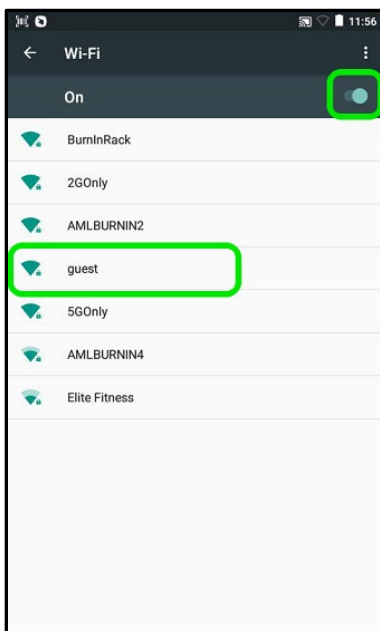 11:56
Wi-Fi
On
BurnInRack
2GOnly
AMLBURNIN2
guest
5GOnly
AMLBURNIN4
Elite Fitness